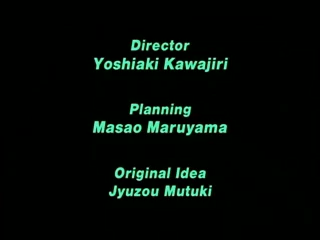 Director
Yoshiaki Kawajiri
Planning
Masao Maruyama
Original Idea
Jyuzou Mutuki